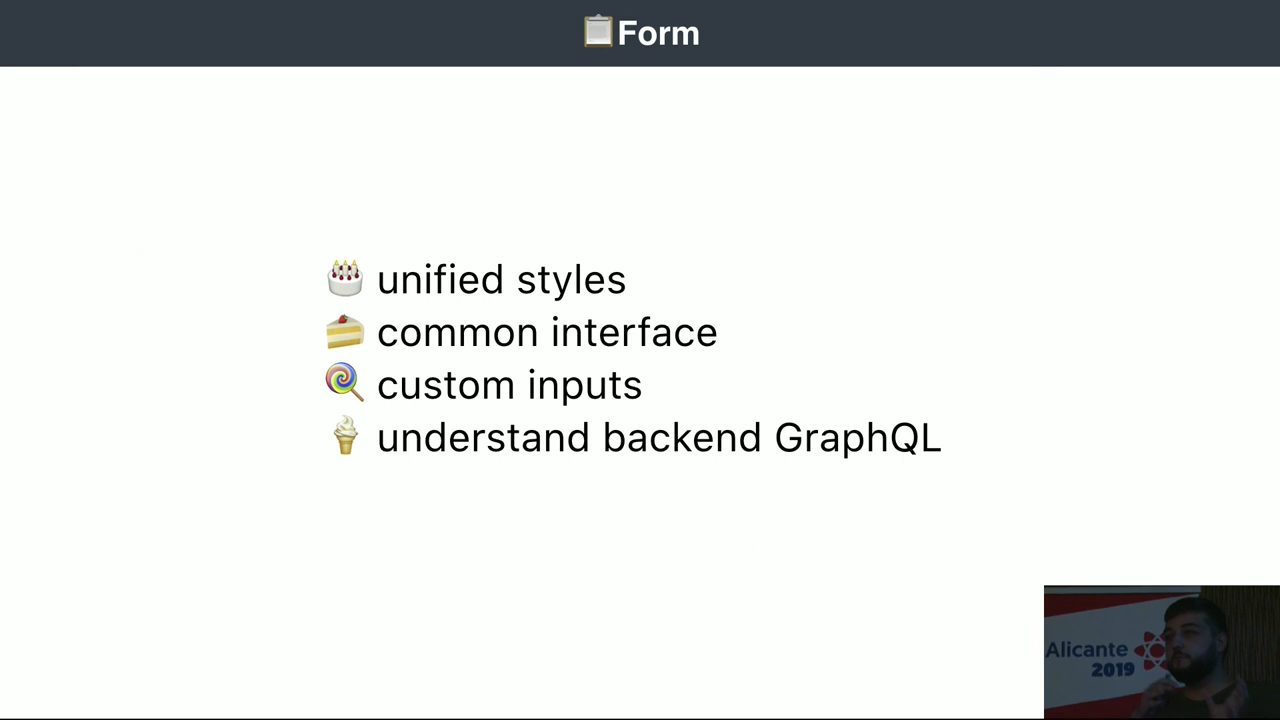 📋Form
🎂 unified styles
🍰 common interface
🍭 custom inputs
🍦 understand backend GraphQL
Alicante
2019